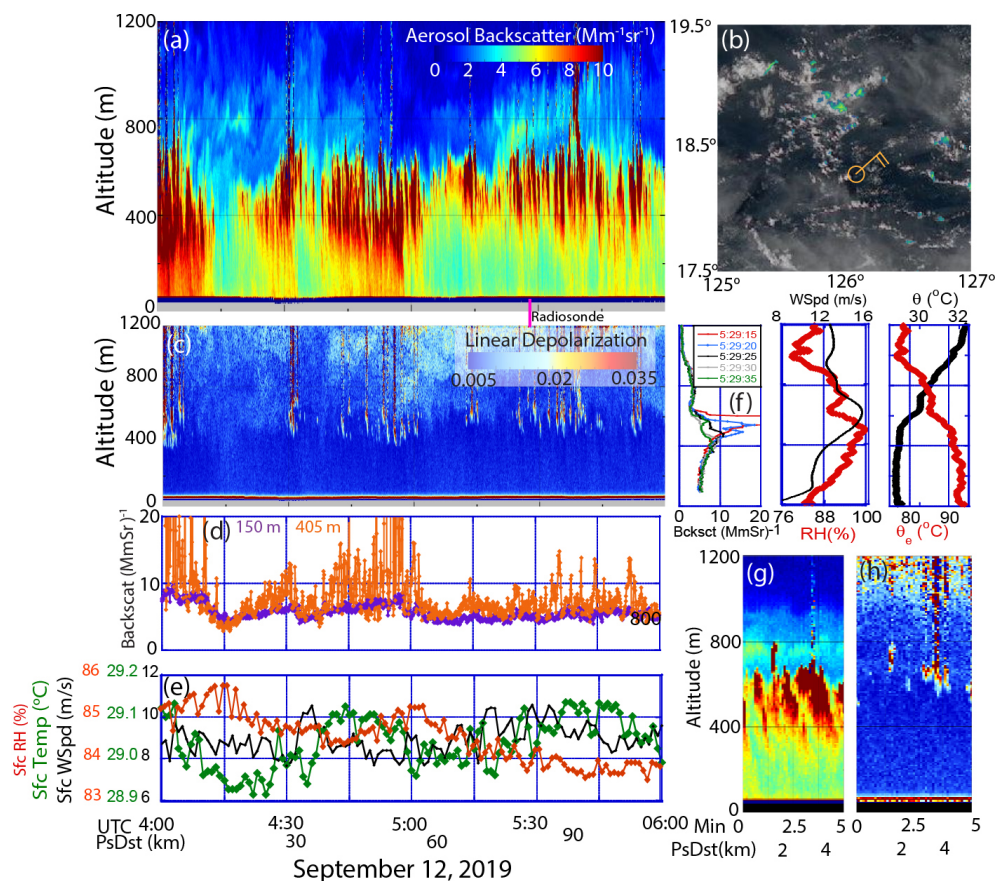 (a)
Aerosol Backscatter (Mm⁻¹sr⁻¹)
0 2 4 6 8 10
Altitude (m)
1200
800
400
0
Radiosonde
(b)
19.5°
18.5°
17.5°
125° 126° 127°
(c)
Linear Depolarization
0.005 0.02 0.035
Altitude (m)
1200
800
400
0
(f)
5:29:15
5:29:20
5:29:25
5:29:30
5:29:35
0 10 20
Bcksct (MmSr)⁻¹
WSpd (m/s)
8 12 16
76 88 100
RH(%)
θ (°C)
30 32
80 90
θe (°C)
(d)
150 m 405 m
Backscat (MmSr)⁻¹
20
10
0
800
(e)
Sfc RH (%)
86
85
84
83
Sfc Temp (°C)
29.2
29.1
29.0
28.9
Sfc WSpd (m/s)
12
10
8
6
UTC
4:00 4:30 5:00 5:30 06:00
PsDst (km) 30 60 90
September 12, 2019
(g)
Altitude (m)
1200
800
400
0
(h)
Min 0 2.5 5 0 2.5 5
PsDst(km) 2 4 2 4